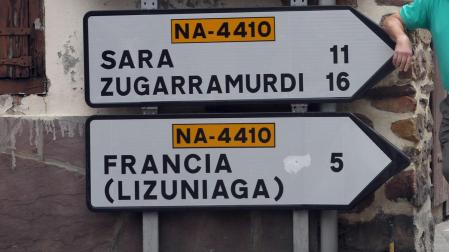 NA-4410
SARA 11
ZUGARRAMURDI 16
NA-4410
FRANCIA 5
(LIZUNIAGA)